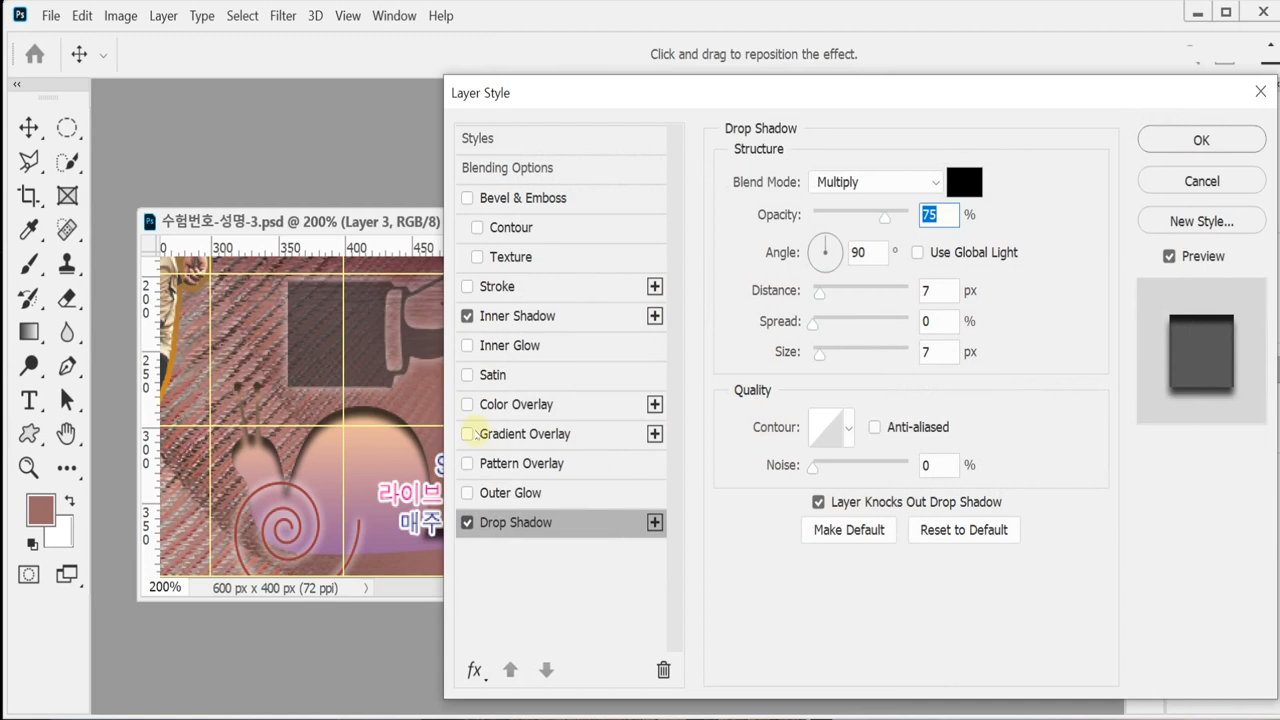 File Edit Image Layer Type Select Filter 3D View Window Help
Click and drag to reposition the effect.
Layer Style
Styles
Blending Options
Bevel & Emboss
Contour
Texture
Stroke
Inner Shadow
Inner Glow
Satin
Color Overlay
Gradient Overlay
Pattern Overlay
Outer Glow
Drop Shadow
fx
Drop Shadow
Structure
Blend Mode: Multiply
Opacity: 75 %
Angle: 90 ° Use Global Light
Distance: 7 px
Spread: 0 %
Size: 7 px
Quality
Contour: Anti-aliased
Noise: 0 %
Layer Knocks Out Drop Shadow
Make Default Reset to Default
OK
Cancel
New Style...
Preview
수험번호-성명-3.psd @ 200% (Layer 3, RGB/8)
0 300 350 400 450
200
250
300
350
라이브
매주
200% 600 px x 400 px (72 ppi)